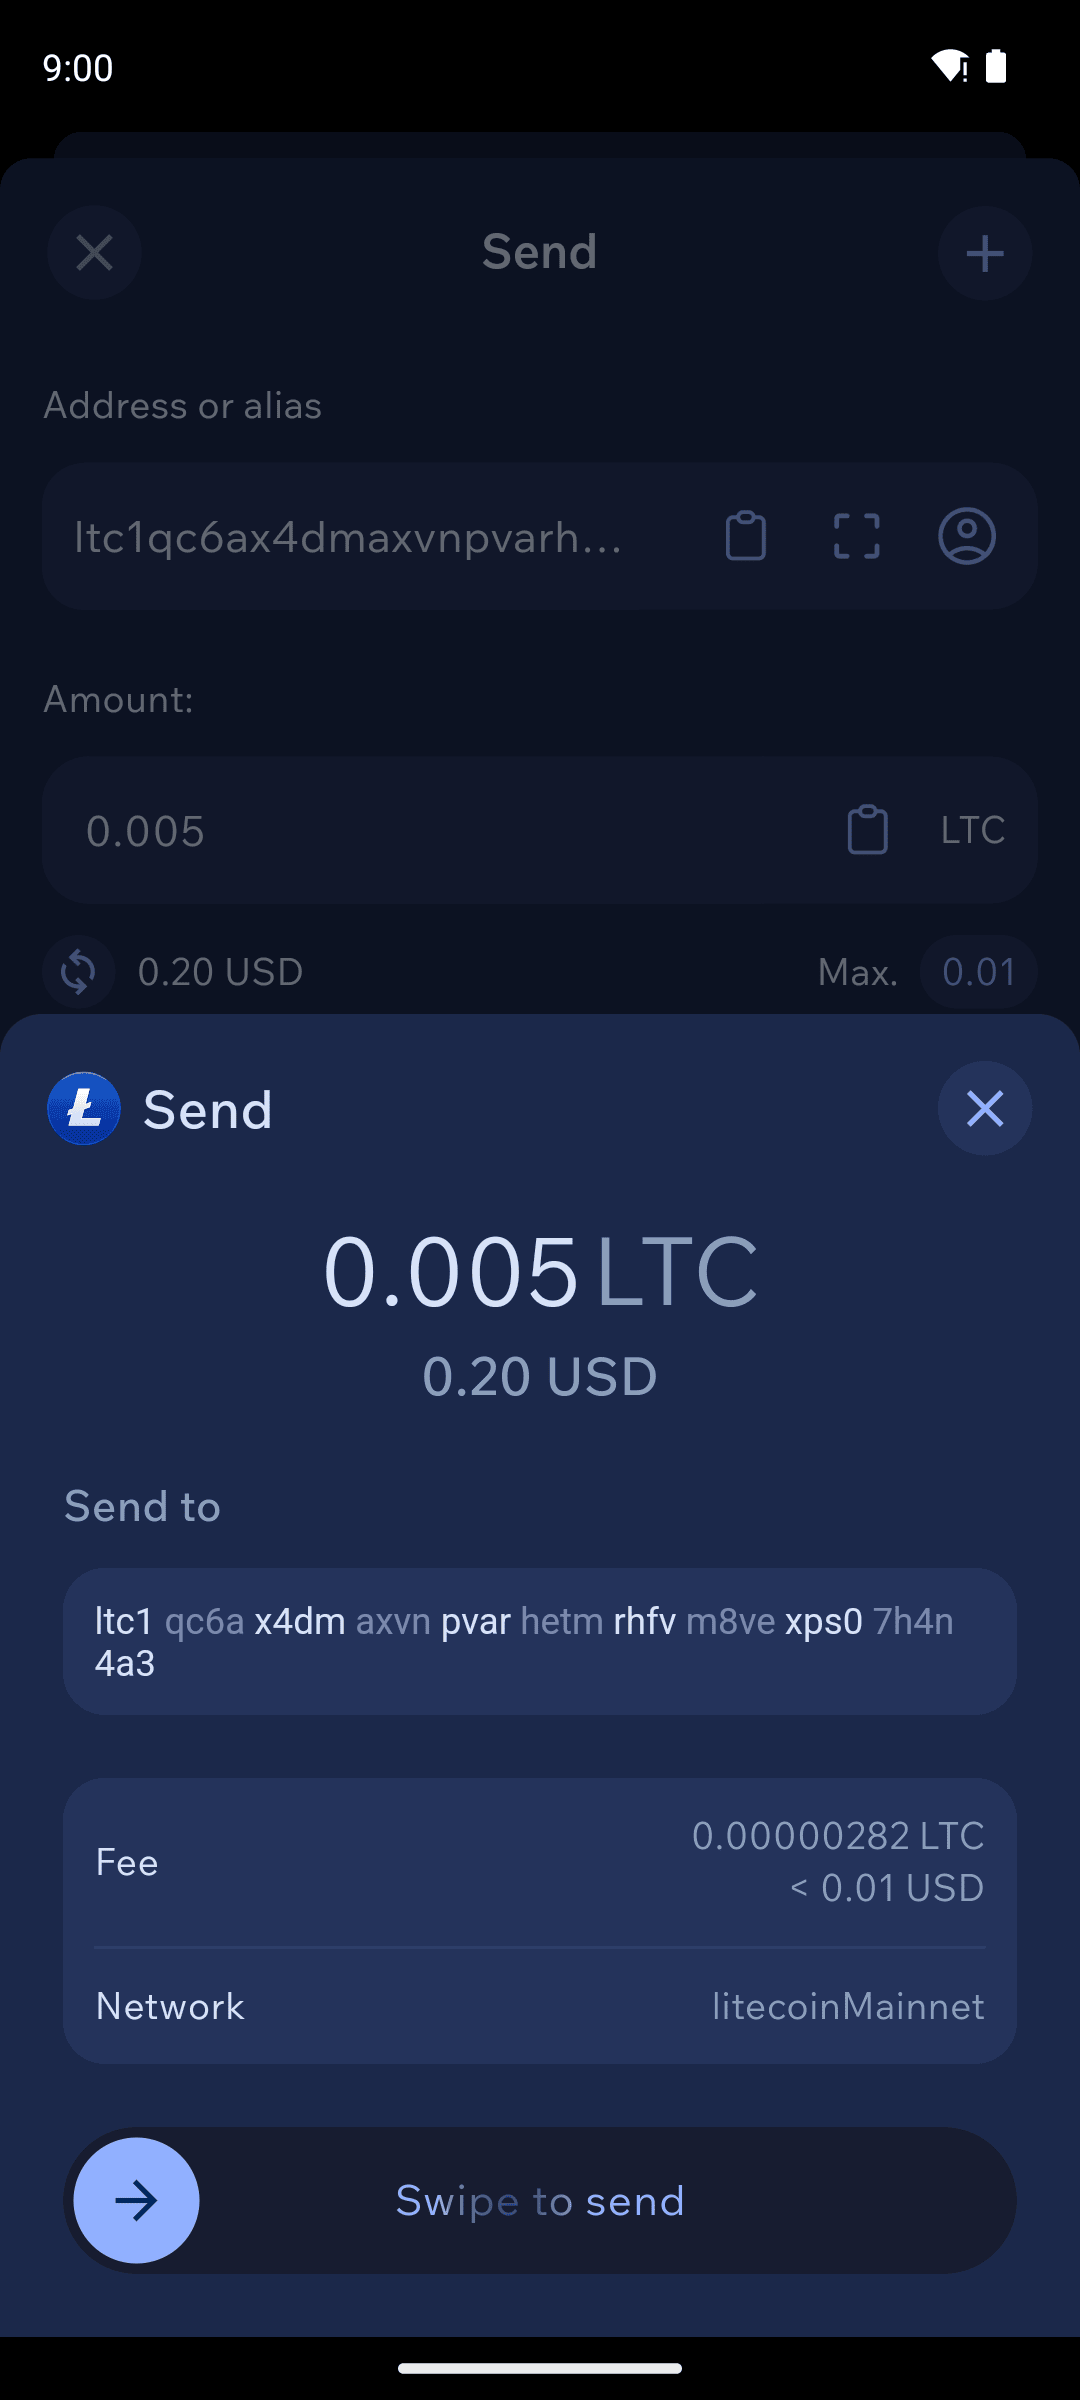 9:00
Send
Address or alias
ltc1qc6ax4dmaxvnpvarh...
Amount:
0.005 LTC
0.20 USD Max. 0.01
Send
0.005 LTC
0.20 USD
Send to
ltc1 qc6a x4dm axvn pvar hetm rhfv m8ve xps0 7h4n
4a3
Fee
0.00000282 LTC
< 0.01 USD
Network litecoinMainnet
Swipe to send